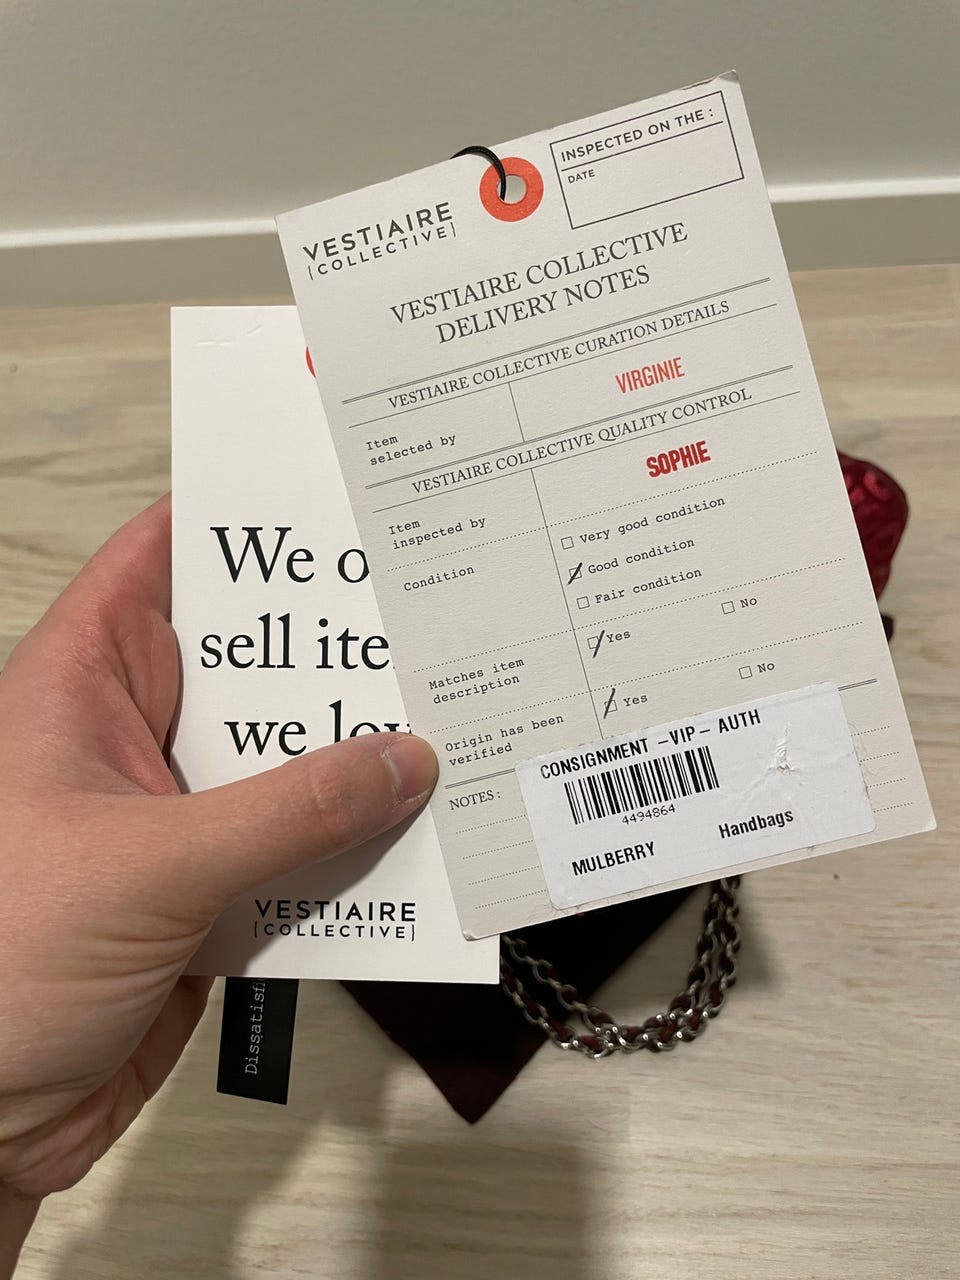 INSPECTED ON THE :
DATE
VESTIAIRE
{COLLECTIVE}
VESTIAIRE COLLECTIVE
DELIVERY NOTES
VESTIAIRE COLLECTIVE CURATION DETAILS
Item
selected by
VIRGINIE
VESTIAIRE COLLECTIVE QUALITY CONTROL
Item
inspected by
SOPHIE
Condition
Very good condition
Good condition
Fair condition
Matches item
description
Yes
No
Origin has been
verified
Yes
No
NOTES :
CONSIGNMENT -VIP- AUTH
4494864
MULBERRY
Handbags
We
sell
we
VESTIAIRE
{COLLECTIVE}